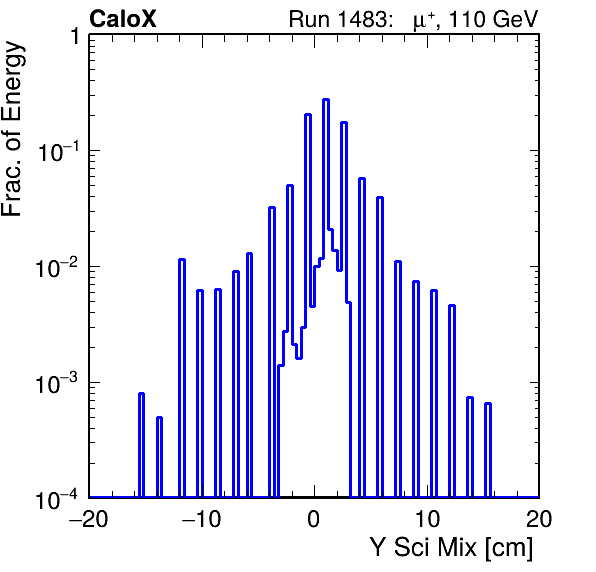 CaloX Run 1483: μ⁺, 110 GeV
Frac. of Energy
1
10⁻¹
10⁻²
10⁻³
10⁻⁴
−20 −10 0 10 20
Y Sci Mix [cm]